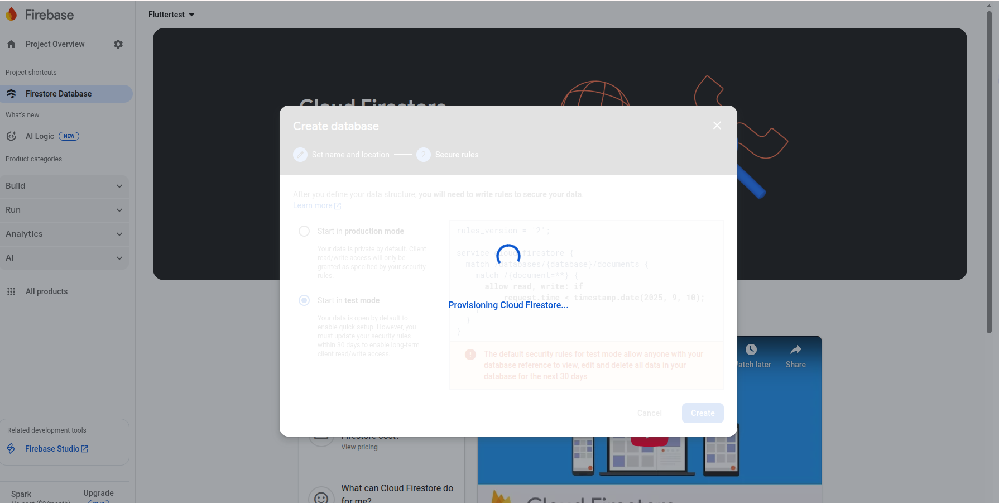 Firebase
Fluttertest
Project Overview
Project shortcuts
Firestore Database
What's new
AI Logic NEW
Product categories
Build
Run
Analytics
AI
All products
Related development tools
Firebase Studio
Spark
Upgrade
No cost ($0/month)
NEW
Cloud Firestore
Create database
Set name and location
2 Secure rules
After you define your data structure, you will need to write rules to secure your data.
Learn more
Start in production mode
Your data is private by default. Client
read/write access will only be
granted as specified by your security
rules.
Start in test mode
Your data is open by default to
enable quick setup. However, you
must update your security rules
within 30 days to enable long-term
client read/write access.
rules_version = '2';
service cloud.firestore {
match /databases/{database}/documents {
match /{document=**} {
allow read, write: if
request.time < timestamp.date(2025, 9, 10);
}
}
Provisioning Cloud Firestore...
The default security rules for test mode allow anyone with your
database reference to view, edit and delete all data in your
database for the next 30 days
Cancel
Create
Watch later
Share
Firestore cost?
View pricing
What can Cloud Firestore do
for me?
Cloud Firestore